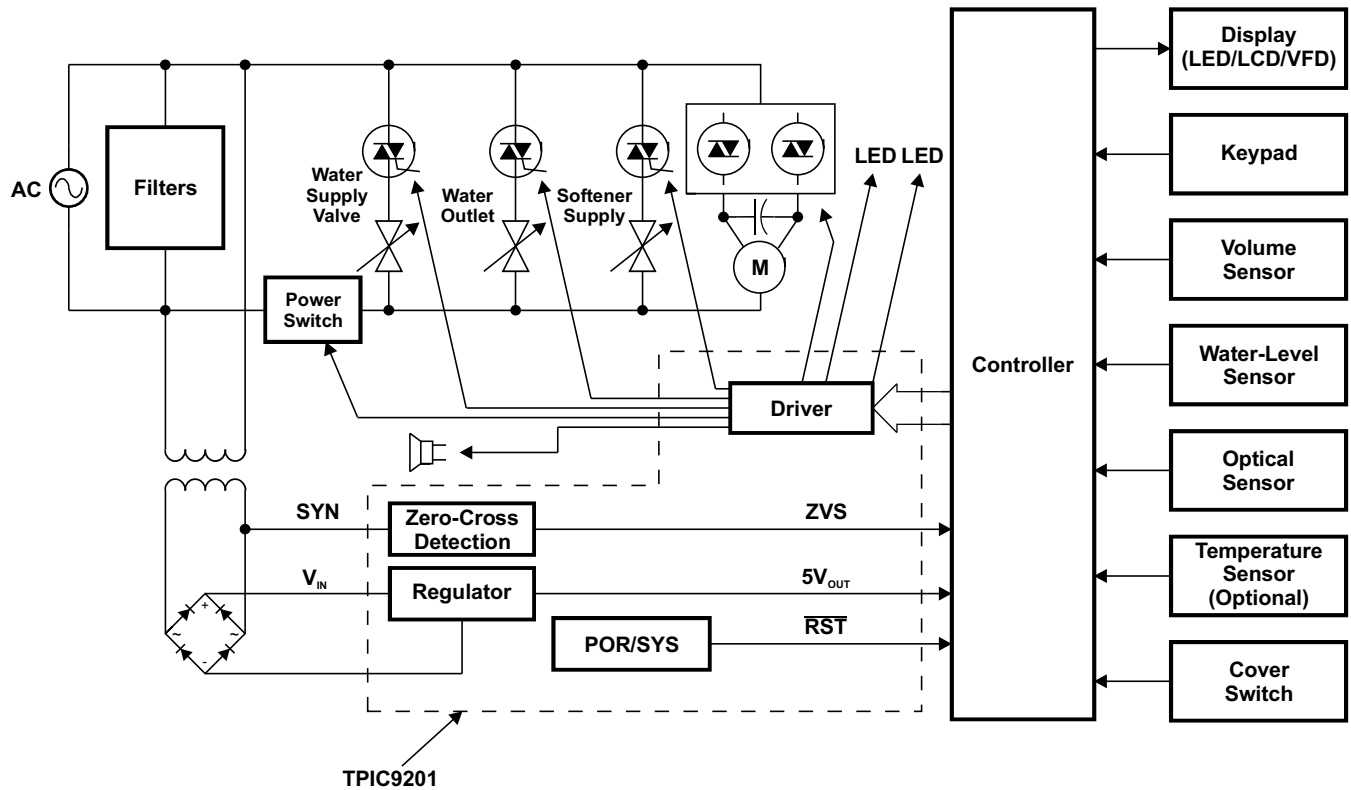 AC
Filters
Water
Supply
Valve
Water
Outlet
Softener
Supply
M
LED LED
Power
Switch
Driver
Controller
Display
(LED/LCD/VFD)
Keypad
Volume
Sensor
Water-Level
Sensor
Optical
Sensor
Temperature
Sensor
(Optional)
Cover
Switch
SYN
Zero-Cross
Detection
ZVS
VIN
Regulator
5VOUT
POR/SYS
RST
+
~
~
-
TPIC9201